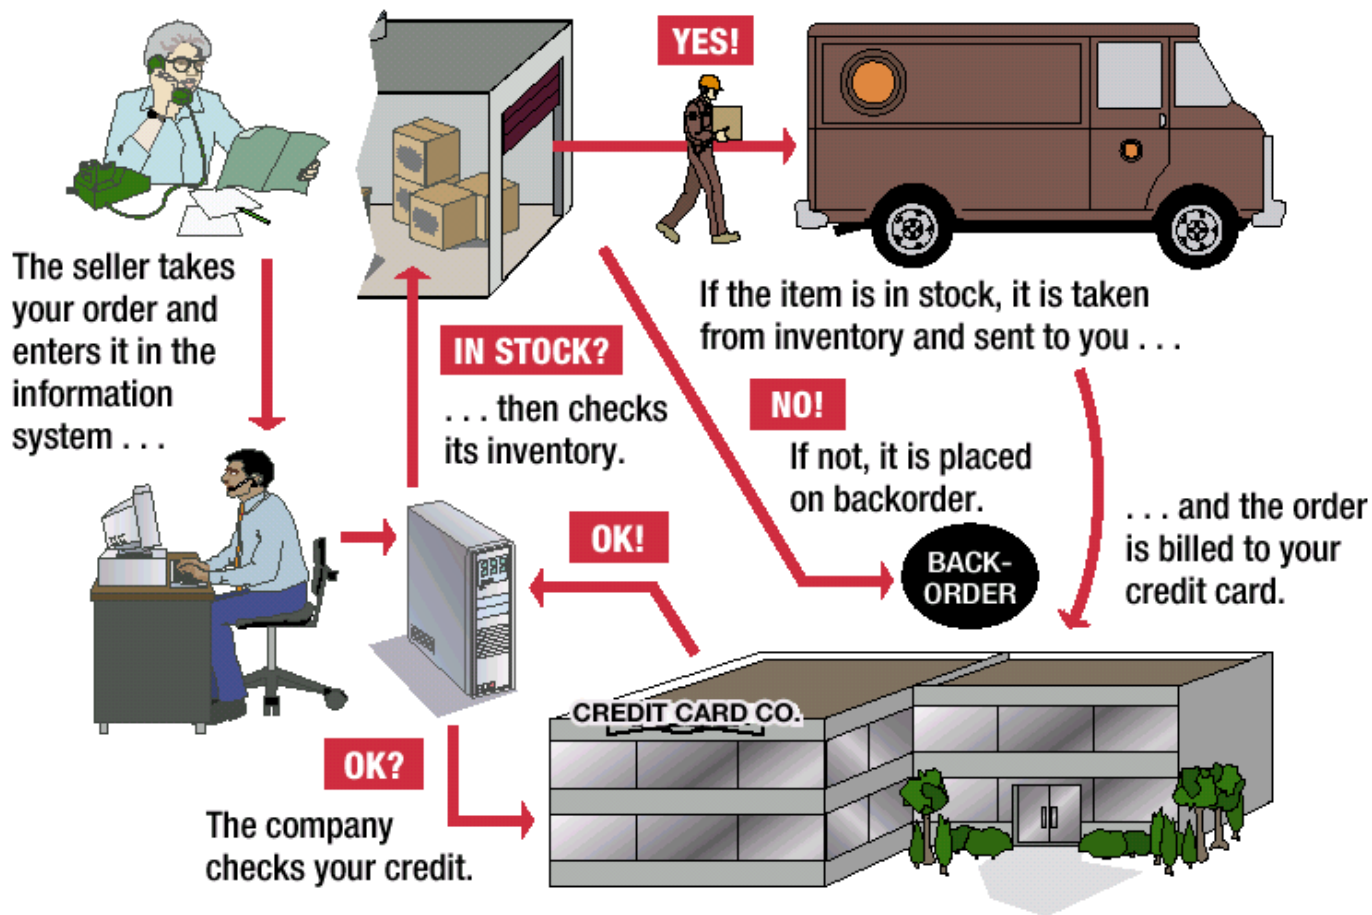 YES!
The seller takes
your order and
enters it in the
information
system . . .
If the item is in stock, it is taken
from inventory and sent to you . . .
IN STOCK?
. . . then checks
its inventory.
NO!
If not, it is placed
on backorder.
BACK-
ORDER
. . . and the order
is billed to your
credit card.
OK!
CREDIT CARD CO.
OK?
The company
checks your credit.